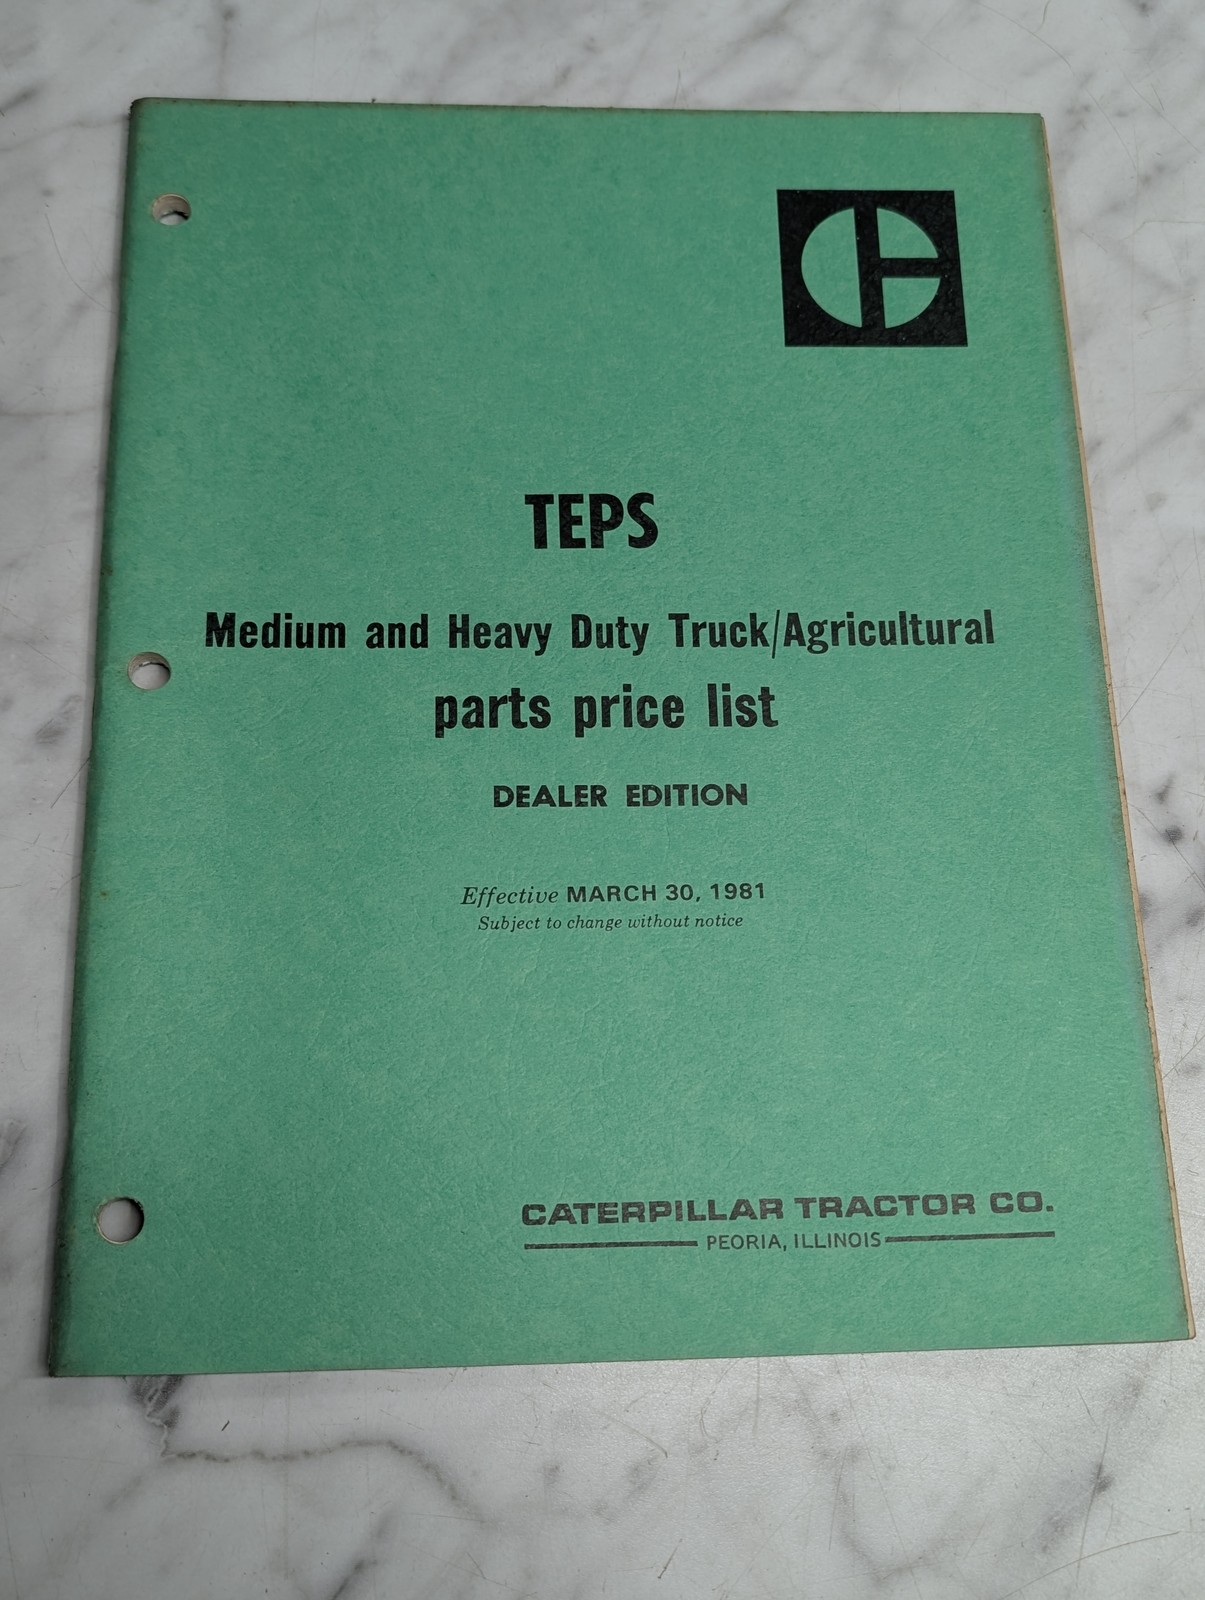 TEPS
Medium and Heavy Duty Truck/Agricultural
parts price list
DEALER EDITION
Effective MARCH 30, 1981
Subject to change without notice
CATERPILLAR TRACTOR CO.
PEORIA, ILLINOIS